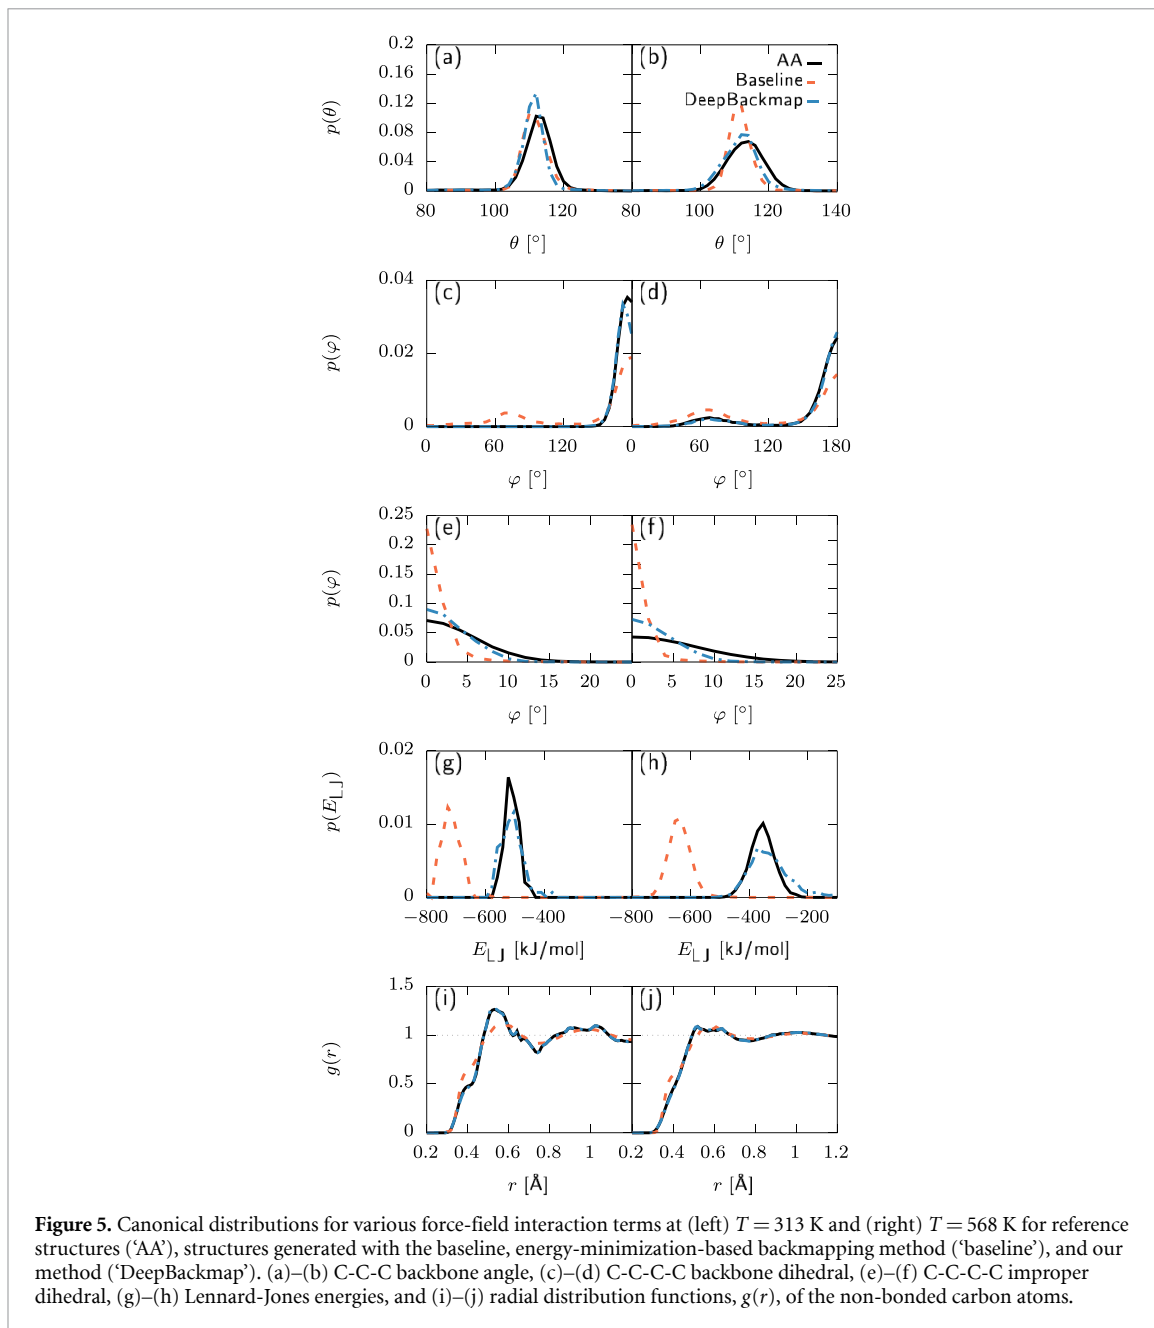 0.2
0.16
0.12
0.08
0.04
0
p(θ)
(a)
(b)
AA
Baseline
DeepBackmap
80 100 120 80 100 120 140
θ [°] θ [°]
0.04
0.02
0
p(φ)
(c)
(d)
0 60 120 0 60 120 180
φ [°] φ [°]
0.25
0.2
0.15
0.1
0.05
0
p(φ)
(e)
(f)
0 5 10 15 20 0 5 10 15 20 25
φ [°] φ [°]
0.02
0.01
0
p(E_LJ)
(g)
(h)
−800 −600 −400 −800 −600 −400 −200
E_LJ [kJ/mol] E_LJ [kJ/mol]
1.5
1
0.5
0
g(r)
(i)
(j)
0.2 0.4 0.6 0.8 1 0.2 0.4 0.6 0.8 1 1.2
r [Å] r [Å]
Figure 5. Canonical distributions for various force-field interaction terms at (left) T = 313 K and (right) T = 568 K for reference
structures (‘AA’), structures generated with the baseline, energy-minimization-based backmapping method (‘baseline’), and our
method (‘DeepBackmap’). (a)–(b) C-C-C backbone angle, (c)–(d) C-C-C-C backbone dihedral, (e)–(f) C-C-C-C improper
dihedral, (g)–(h) Lennard-Jones energies, and (i)–(j) radial distribution functions, g(r), of the non-bonded carbon atoms.